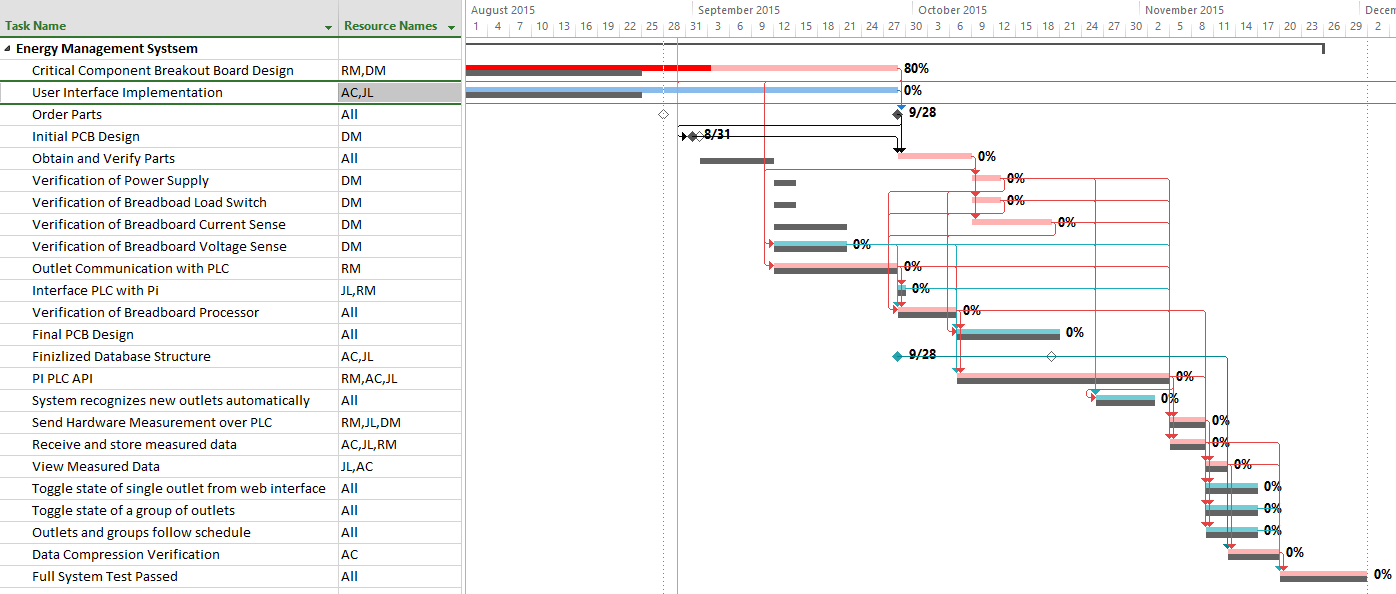 August 2015 September 2015 October 2015 November 2015 Decem
Task Name Resource Names 1 4 7 10 13 16 19 22 25 28 31 3 6 9 12 15 18 21 24 27 30 3 6 9 12 15 18 21 24 27 30 2 5 8 11 14 17 20 23 26 29 2
Energy Management Systsem
Critical Component Breakout Board Design RM,DM 80%
User Interface Implementation AC,JL 0%
Order Parts All 9/28
Initial PCB Design DM 8/31
Obtain and Verify Parts All 0%
Verification of Power Supply DM 0%
Verification of Breadboad Load Switch DM 0%
Verification of Breadboard Current Sense DM 0%
Verification of Breadboard Voltage Sense DM 0%
Outlet Communication with PLC RM 0%
Interface PLC with Pi JL,RM 0%
Verification of Breadboard Processor All 0%
Final PCB Design All 0%
Finizlized Database Structure AC,JL 9/28
PI PLC API RM,AC,JL 0%
System recognizes new outlets automatically All 0%
Send Hardware Measurement over PLC RM,JL,DM 0%
Receive and store measured data AC,JL,RM 0%
View Measured Data JL,AC 0%
Toggle state of single outlet from web interface All 0%
Toggle state of a group of outlets All 0%
Outlets and groups follow schedule All 0%
Data Compression Verification AC 0%
Full System Test Passed All 0%